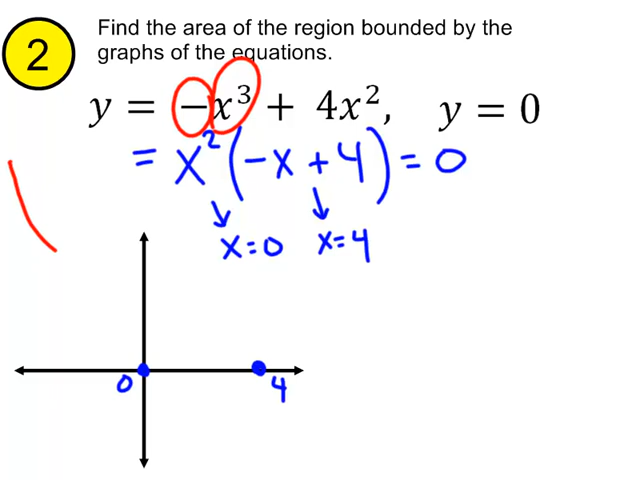 2
Find the area of the region bounded by the
graphs of the equations.
y = −x³ + 4x², y = 0
= x²(−x + 4) = 0
x=0 x=4
0 4